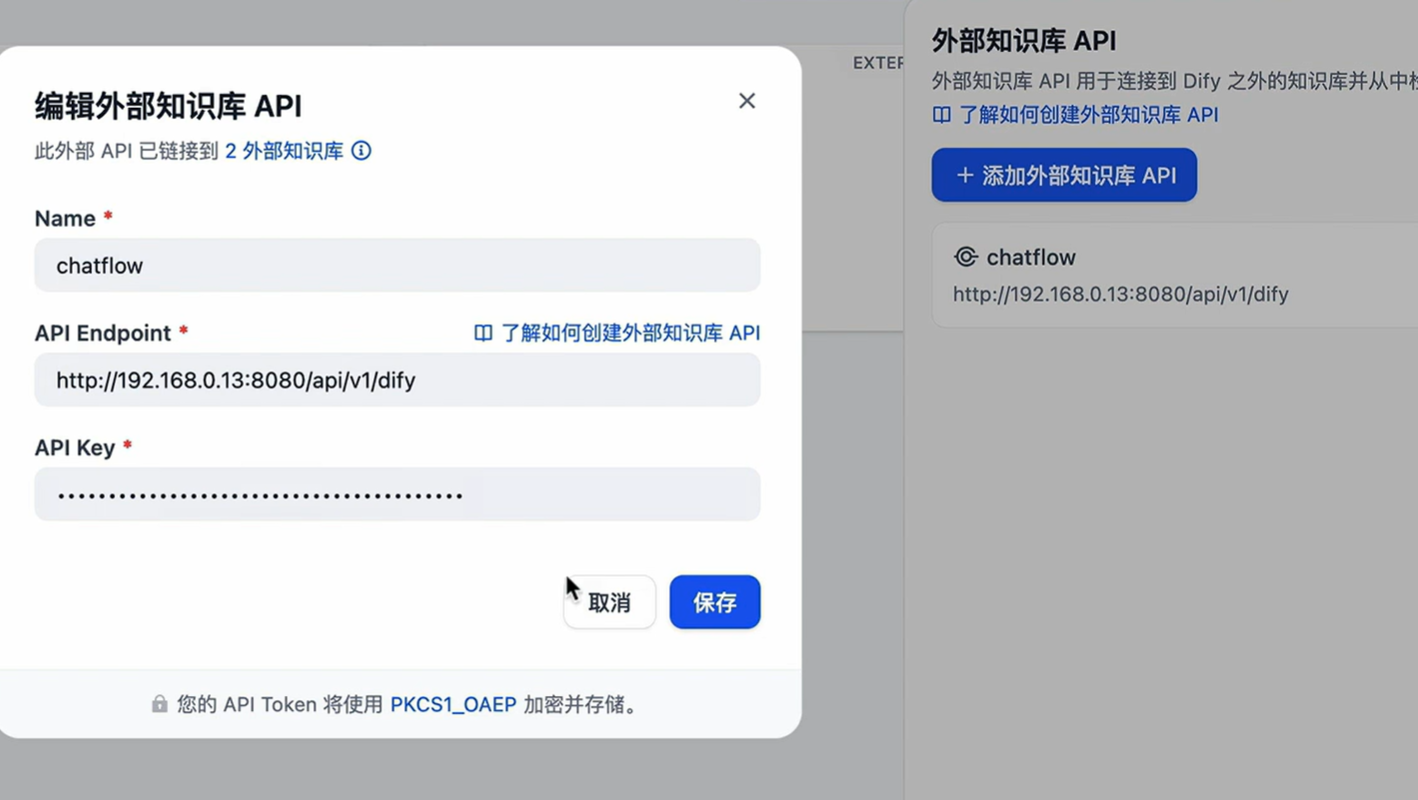 编辑外部知识库 API
此外部 API 已链接到 2 外部知识库
Name *
chatflow
API Endpoint *
了解如何创建外部知识库 API
http://192.168.0.13:8080/api/v1/dify
API Key *
••••••••••••••••••••••••••••••••••••••••
取消
保存
您的 API Token 将使用 PKCS1_OAEP 加密并存储。
外部知识库 API
外部知识库 API 用于连接到 Dify 之外的知识库并从中
了解如何创建外部知识库 API
+ 添加外部知识库 API
chatflow
http://192.168.0.13:8080/api/v1/dify